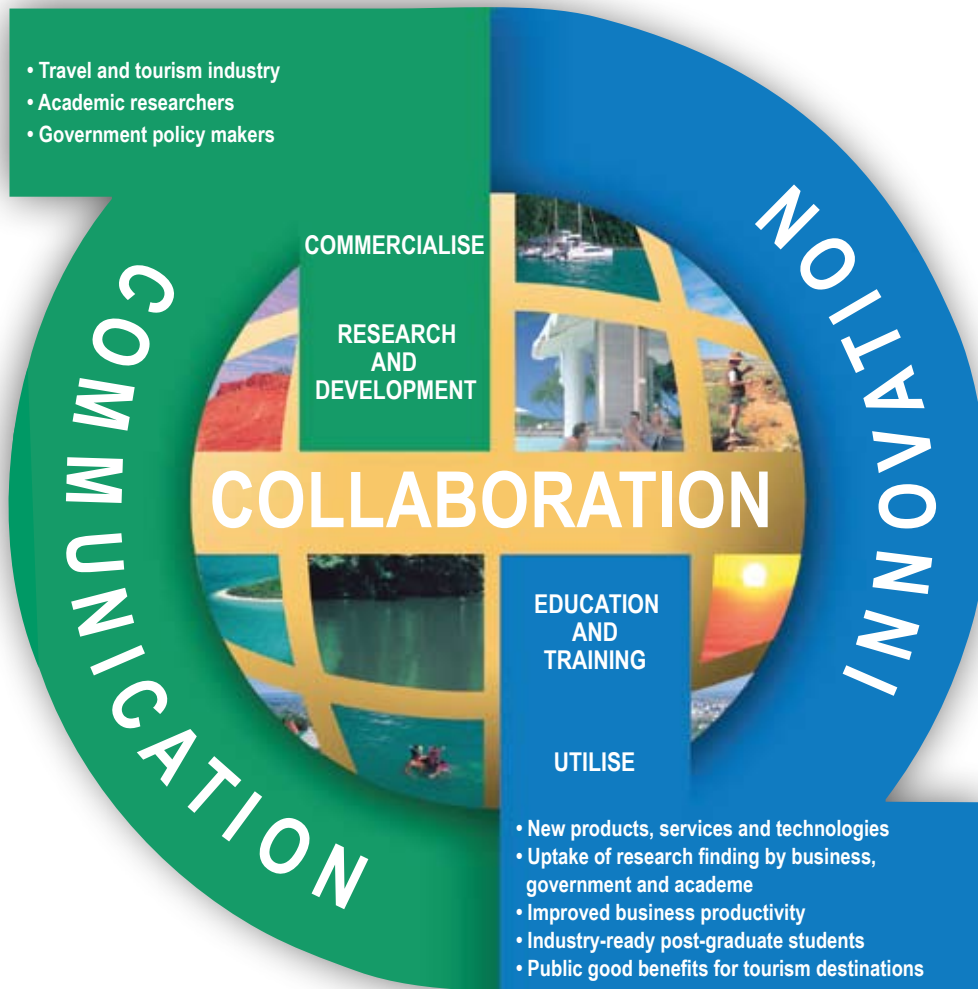 • Travel and tourism industry
• Academic researchers
• Government policy makers
COMMERCIALISE
RESEARCH
AND
DEVELOPMENT
COMMUNICATION
INNOVATION
COLLABORATION
EDUCATION
AND
TRAINING
UTILISE
• New products, services and technologies
• Uptake of research finding by business,
government and academe
• Improved business productivity
• Industry-ready post-graduate students
• Public good benefits for tourism destinations